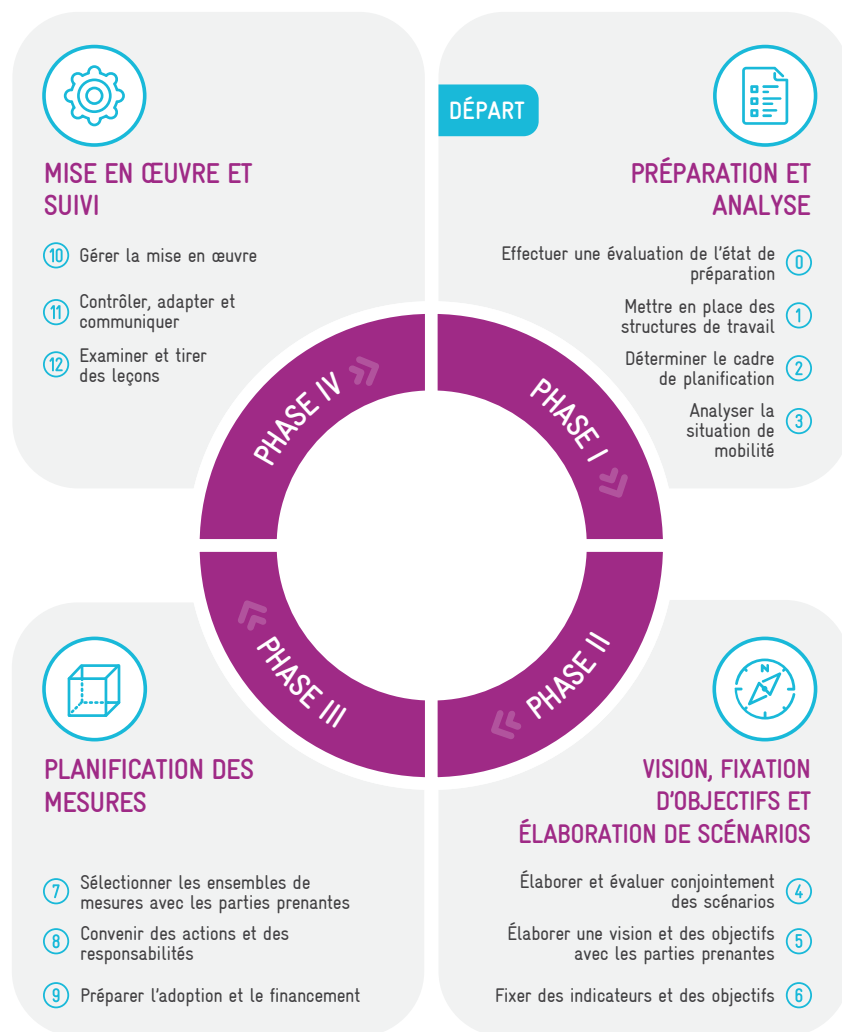 DÉPART
PRÉPARATION ET
ANALYSE
Effectuer une évaluation de l'état de
préparation
0
Mettre en place des
structures de travail
1
Déterminer le cadre
de planification
2
Analyser la
situation de
mobilité
3
PHASE I
VISION, FIXATION
D'OBJECTIFS ET
ÉLABORATION DE SCÉNARIOS
N
Élaborer et évaluer conjointement
des scénarios
4
Élaborer une vision et des objectifs
avec les parties prenantes
5
Fixer des indicateurs et des objectifs
6
PHASE II
PLANIFICATION DES
MESURES
7
Sélectionner les ensembles de
mesures avec les parties prenantes
8
Convenir des actions et des
responsabilités
9
Préparer l'adoption et le financement
PHASE III
MISE EN ŒUVRE ET
SUIVI
10
Gérer la mise en œuvre
11
Contrôler, adapter et
communiquer
12
Examiner et tirer
des leçons
PHASE IV